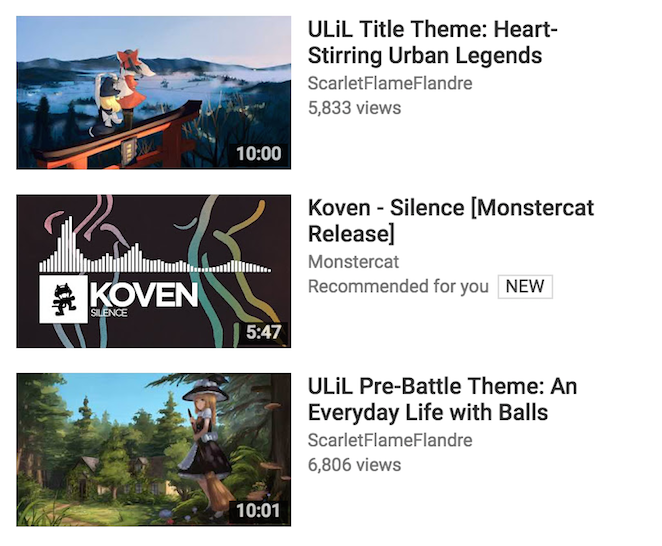 ULiL Title Theme: Heart-
Stirring Urban Legends
ScarletFlameFlandre
5,833 views
10:00
Koven - Silence [Monstercat
Release]
Monstercat
Recommended for you NEW
KOVEN
SILENCE
5:47
ULiL Pre-Battle Theme: An
Everyday Life with Balls
ScarletFlameFlandre
6,806 views
10:01